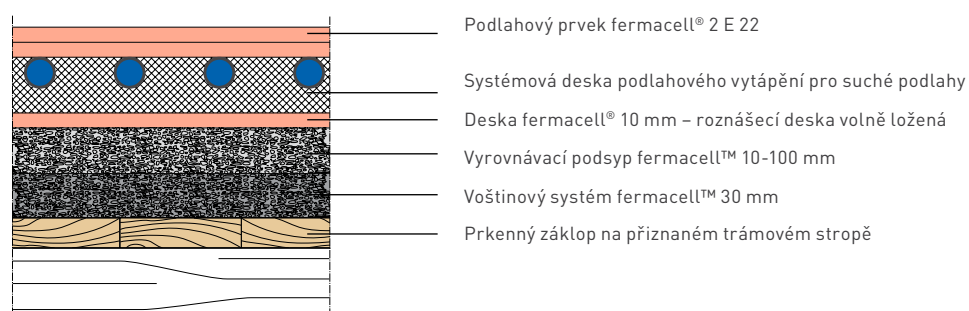 Podlahový prvek fermacell® 2 E 22
Systémová deska podlahového vytápění pro suché podlahy
Deska fermacell® 10 mm – roznášecí deska volně ložená
Vyrovnávací podsyp fermacell™ 10-100 mm
Voštinový systém fermacell™ 30 mm
Prkenný záklop na přiznaném trámovém stropě